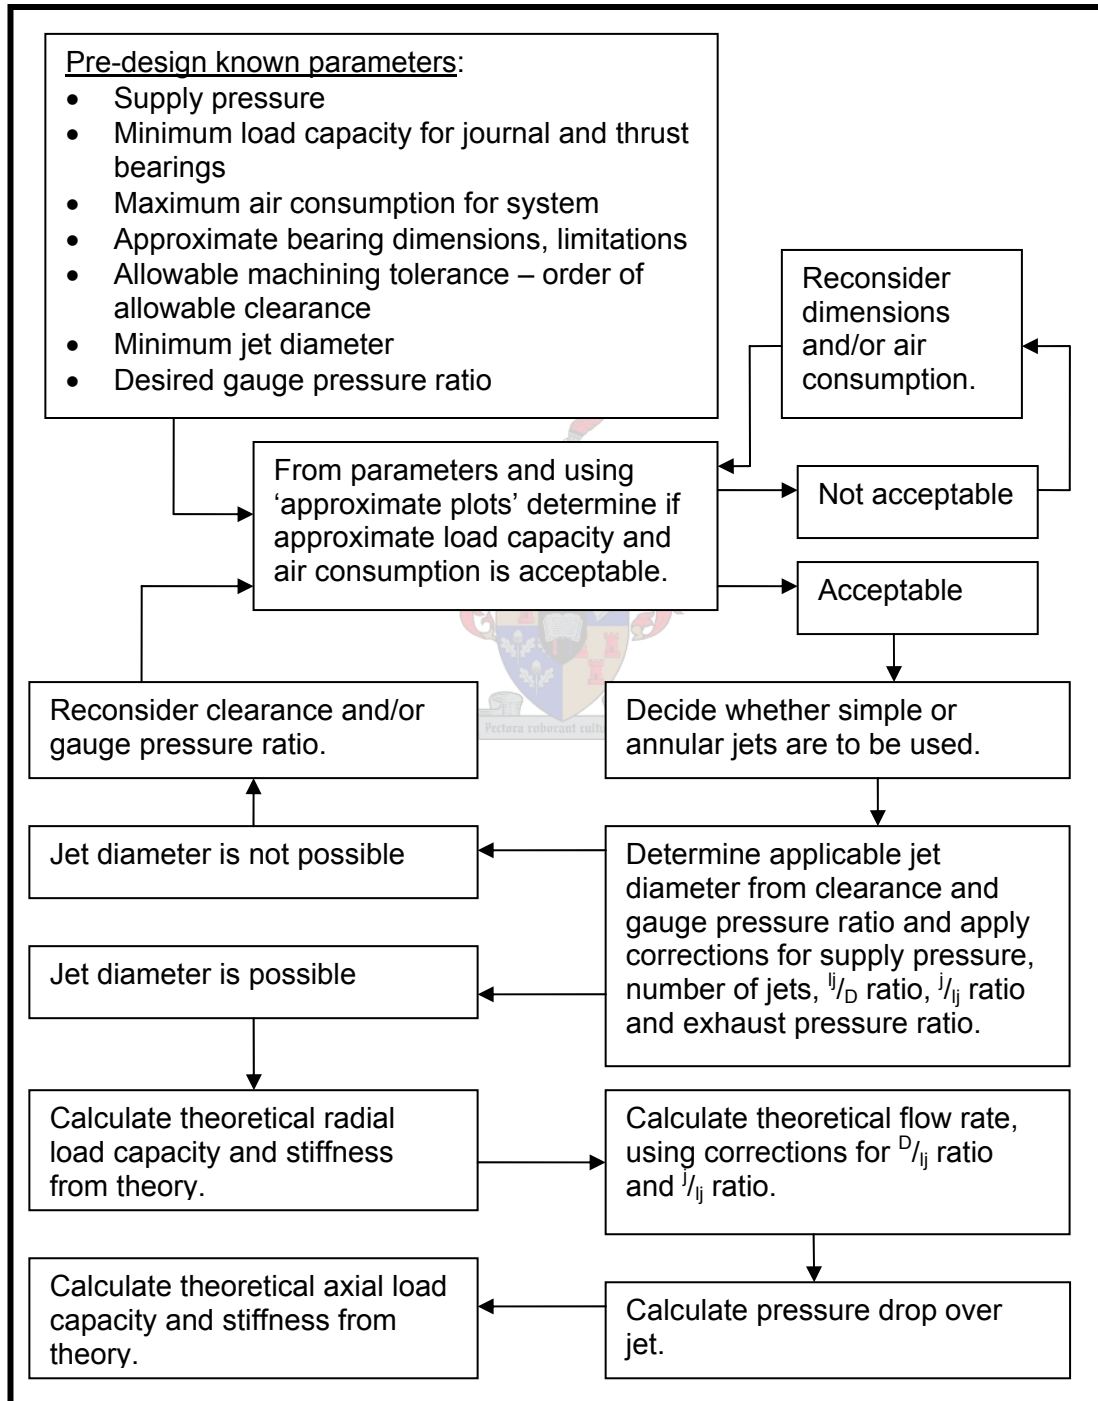 Pre-design known parameters:
• Supply pressure
• Minimum load capacity for journal and thrust
bearings
• Maximum air consumption for system
• Approximate bearing dimensions, limitations
• Allowable machining tolerance – order of
allowable clearance
• Minimum jet diameter
• Desired gauge pressure ratio
Reconsider
dimensions
and/or air
consumption.
From parameters and using
‘approximate plots’ determine if
approximate load capacity and
air consumption is acceptable.
Not acceptable
Acceptable
Reconsider clearance and/or
gauge pressure ratio.
Pectora roborant cultu
Decide whether simple or
annular jets are to be used.
Jet diameter is not possible
Determine applicable jet
diameter from clearance and
gauge pressure ratio and apply
corrections for supply pressure,
number of jets, lj/D ratio, j/lj ratio
and exhaust pressure ratio.
Jet diameter is possible
Calculate theoretical radial
load capacity and stiffness
from theory.
Calculate theoretical flow rate,
using corrections for D/lj ratio
and j/lj ratio.
Calculate theoretical axial load
capacity and stiffness from
theory.
Calculate pressure drop over
jet.